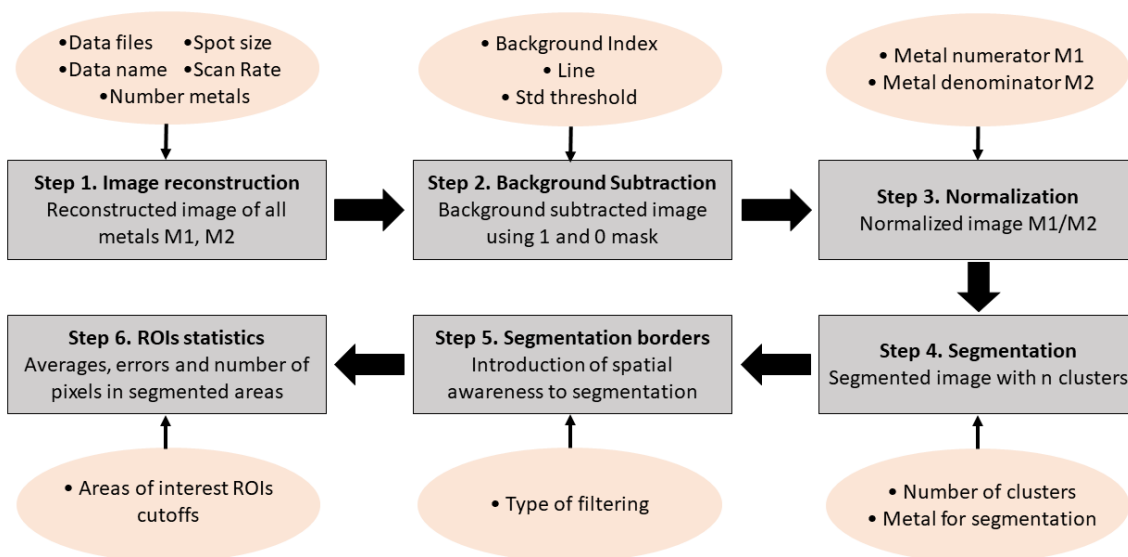 •Data files •Spot size
•Data name •Scan Rate
•Number metals
• Background Index
• Line
• Std threshold
• Metal numerator M1
• Metal denominator M2
Step 1. Image reconstruction
Reconstructed image of all
metals M1, M2
Step 2. Background Subtraction
Background subtracted image
using 1 and 0 mask
Step 3. Normalization
Normalized image M1/M2
Step 6. ROIs statistics
Averages, errors and number of
pixels in segmented areas
Step 5. Segmentation borders
Introduction of spatial
awareness to segmentation
Step 4. Segmentation
Segmented image with n clusters
• Areas of interest ROIs
cutoffs
• Type of filtering
• Number of clusters
• Metal for segmentation